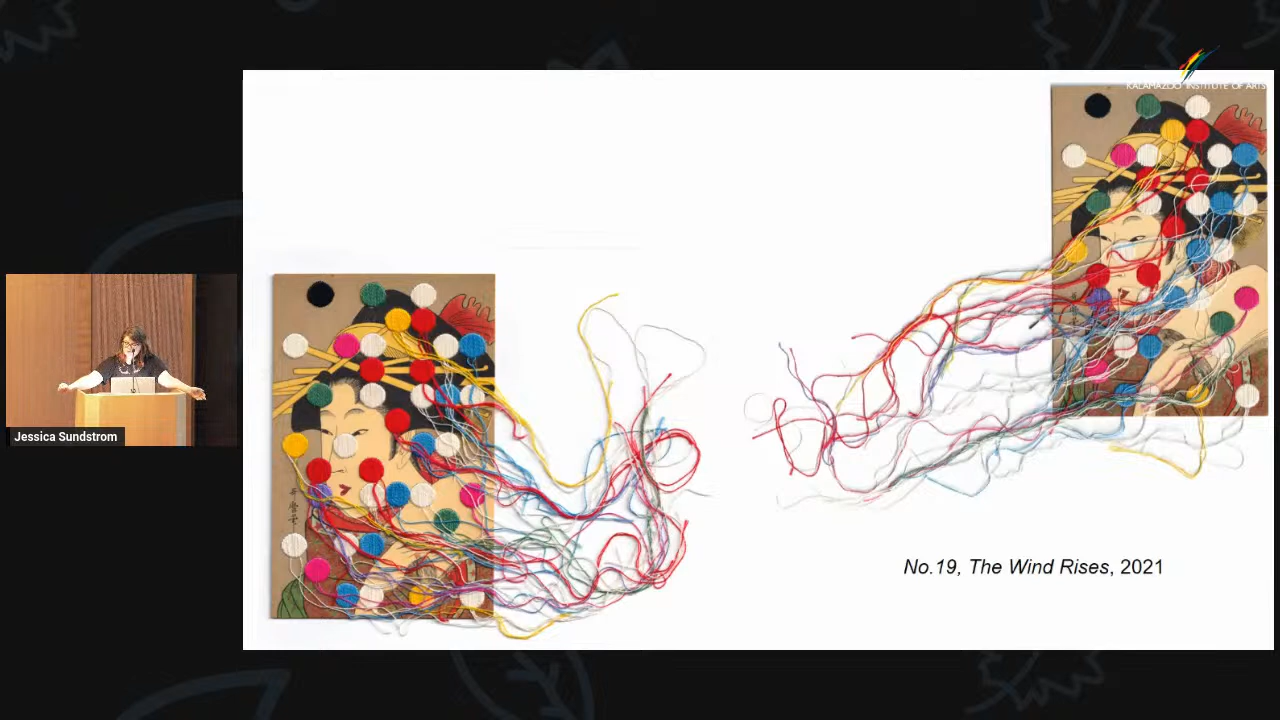 KALAMAZOO INSTITUTE OF ARTS
Jessica Sundstrom
No.19, The Wind Rises, 2021